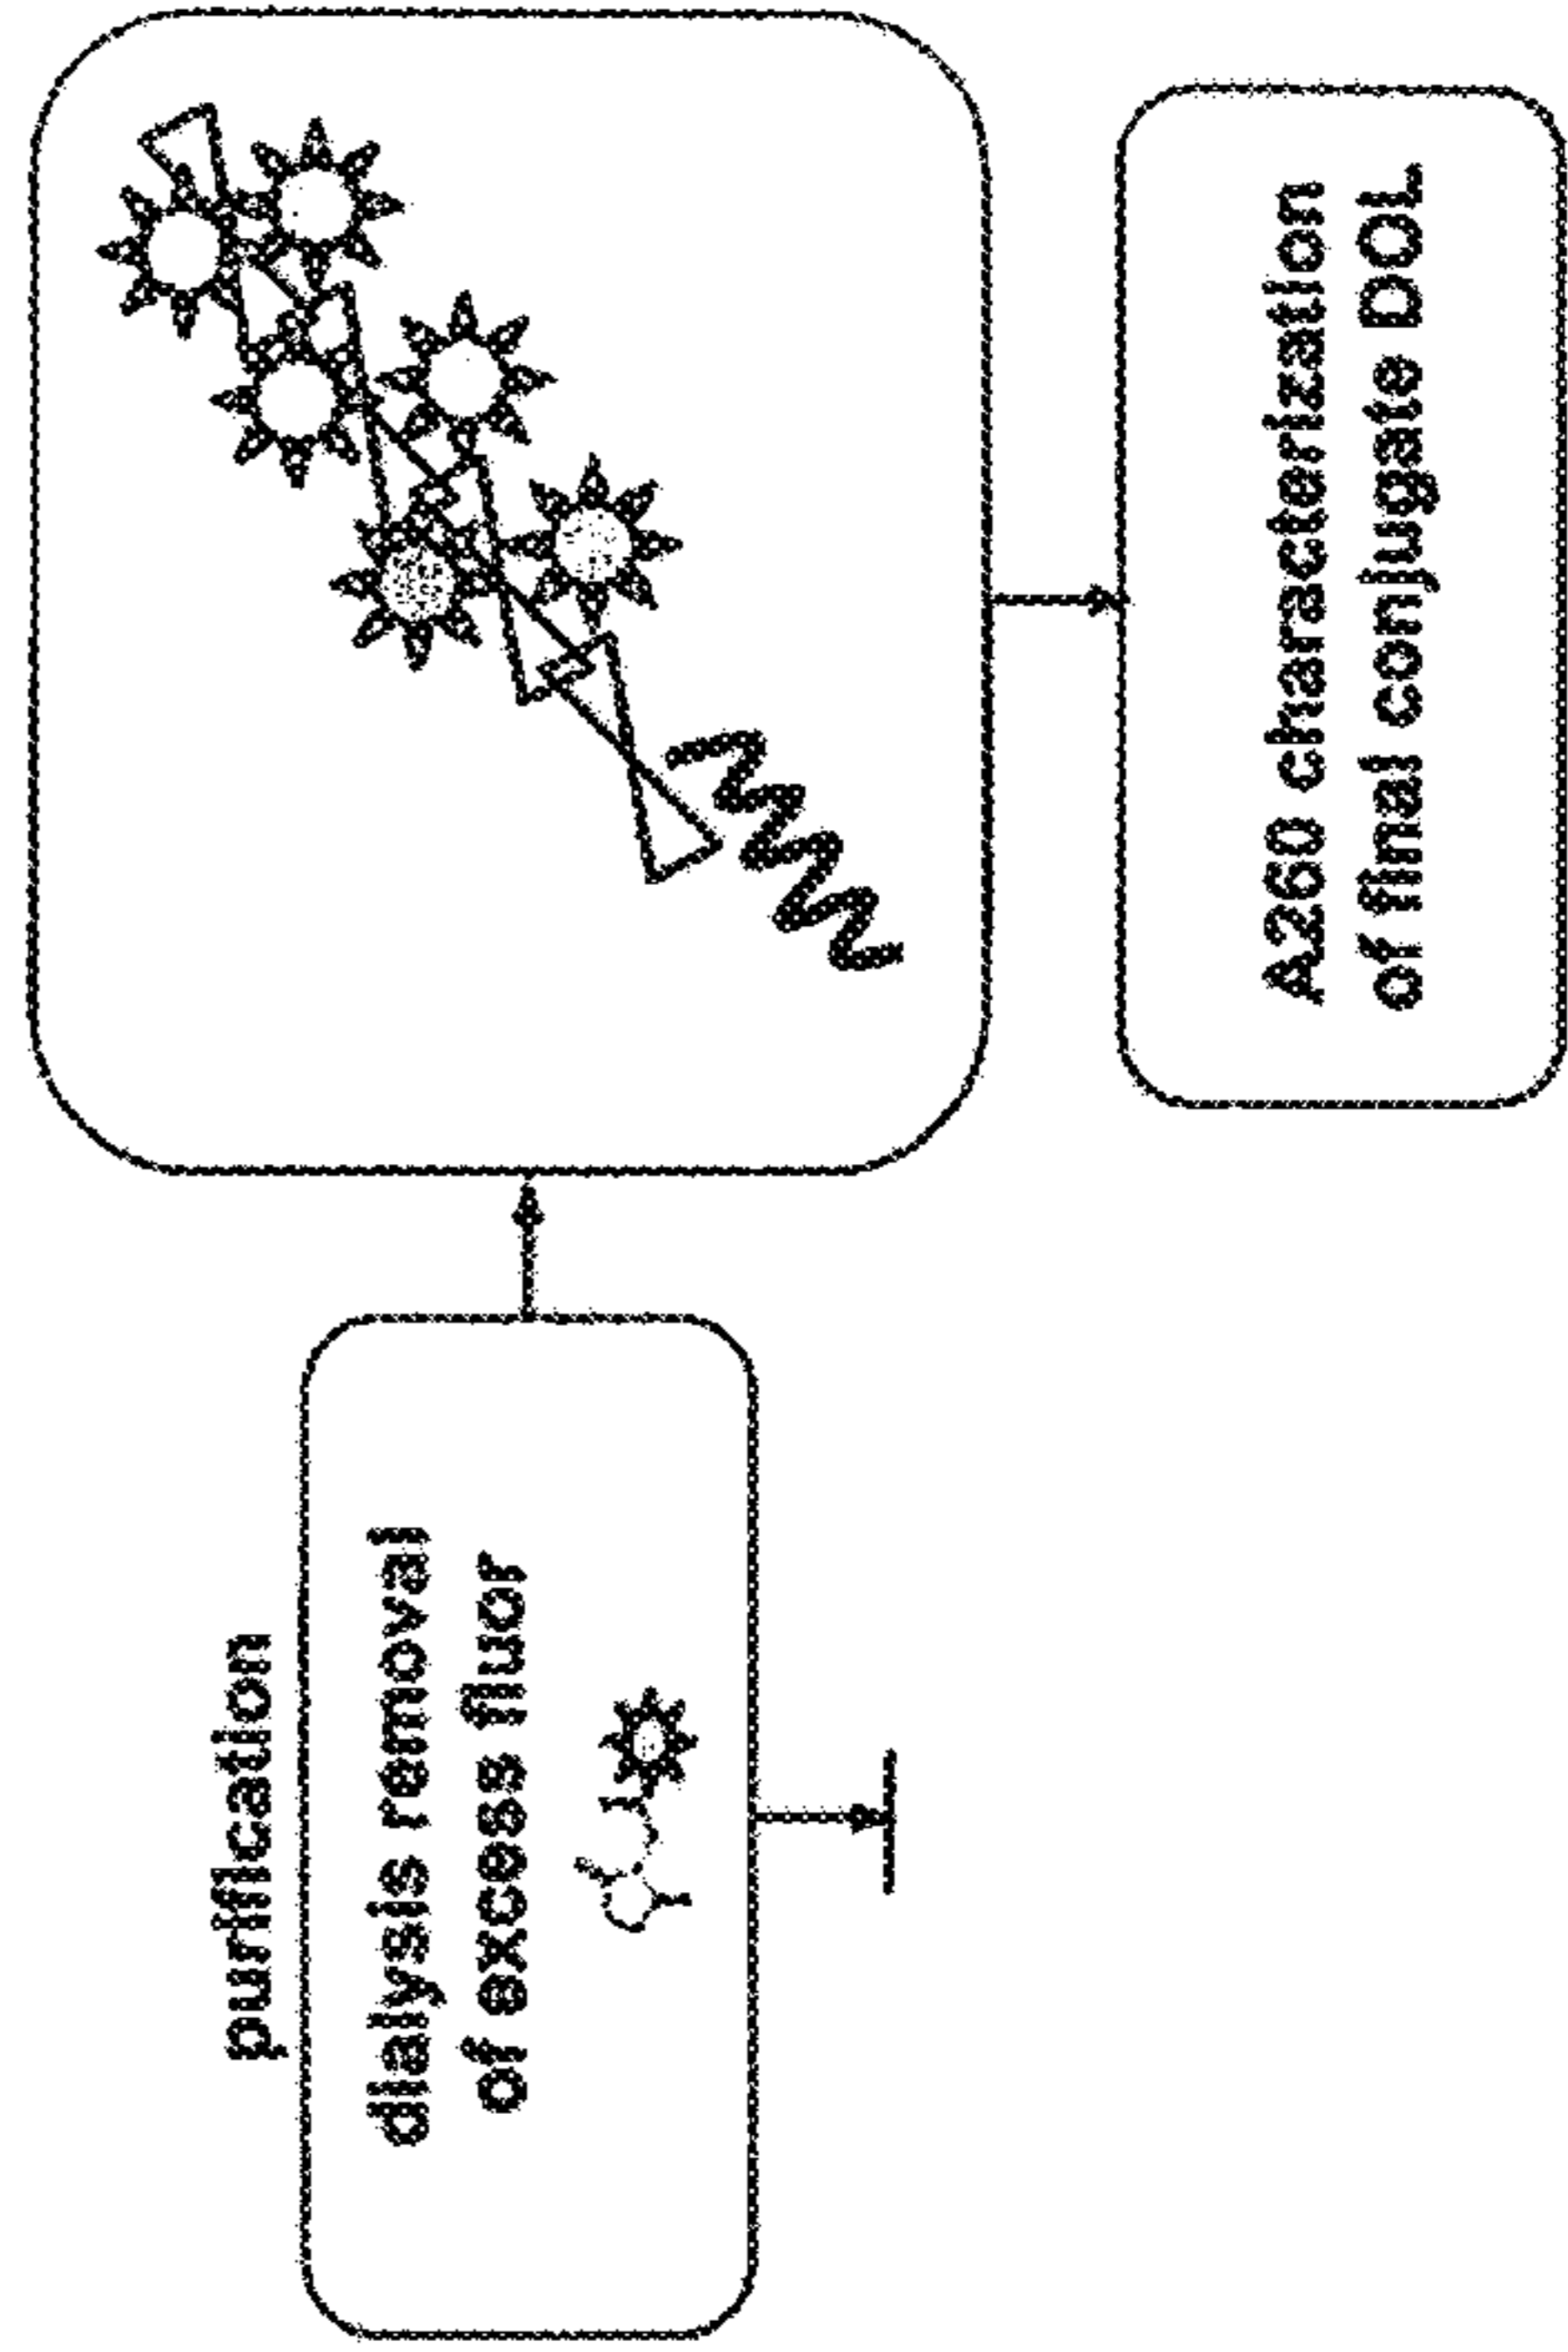 purification
dialysis removal
of excess fluor
A260 characterization
of final conjugate DOL